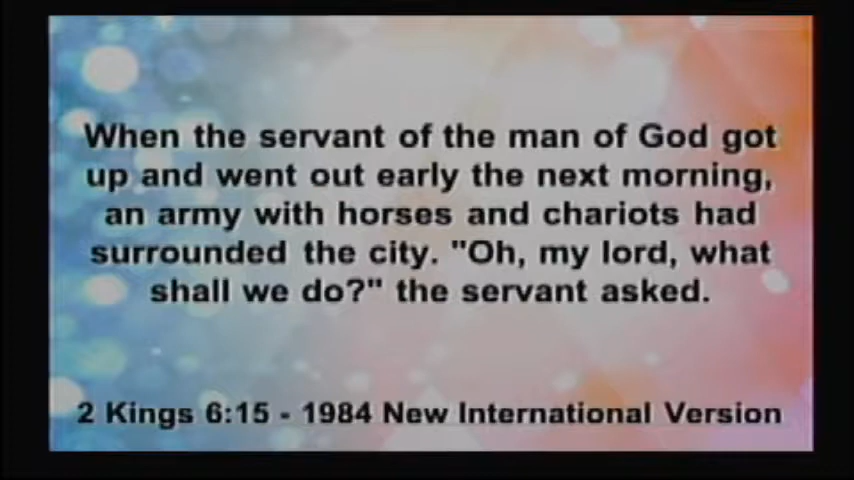 When the servant of the man of God got
up and went out early the next morning,
an army with horses and chariots had
surrounded the city. "Oh, my lord, what
shall we do?" the servant asked.
2 Kings 6:15 - 1984 New International Version